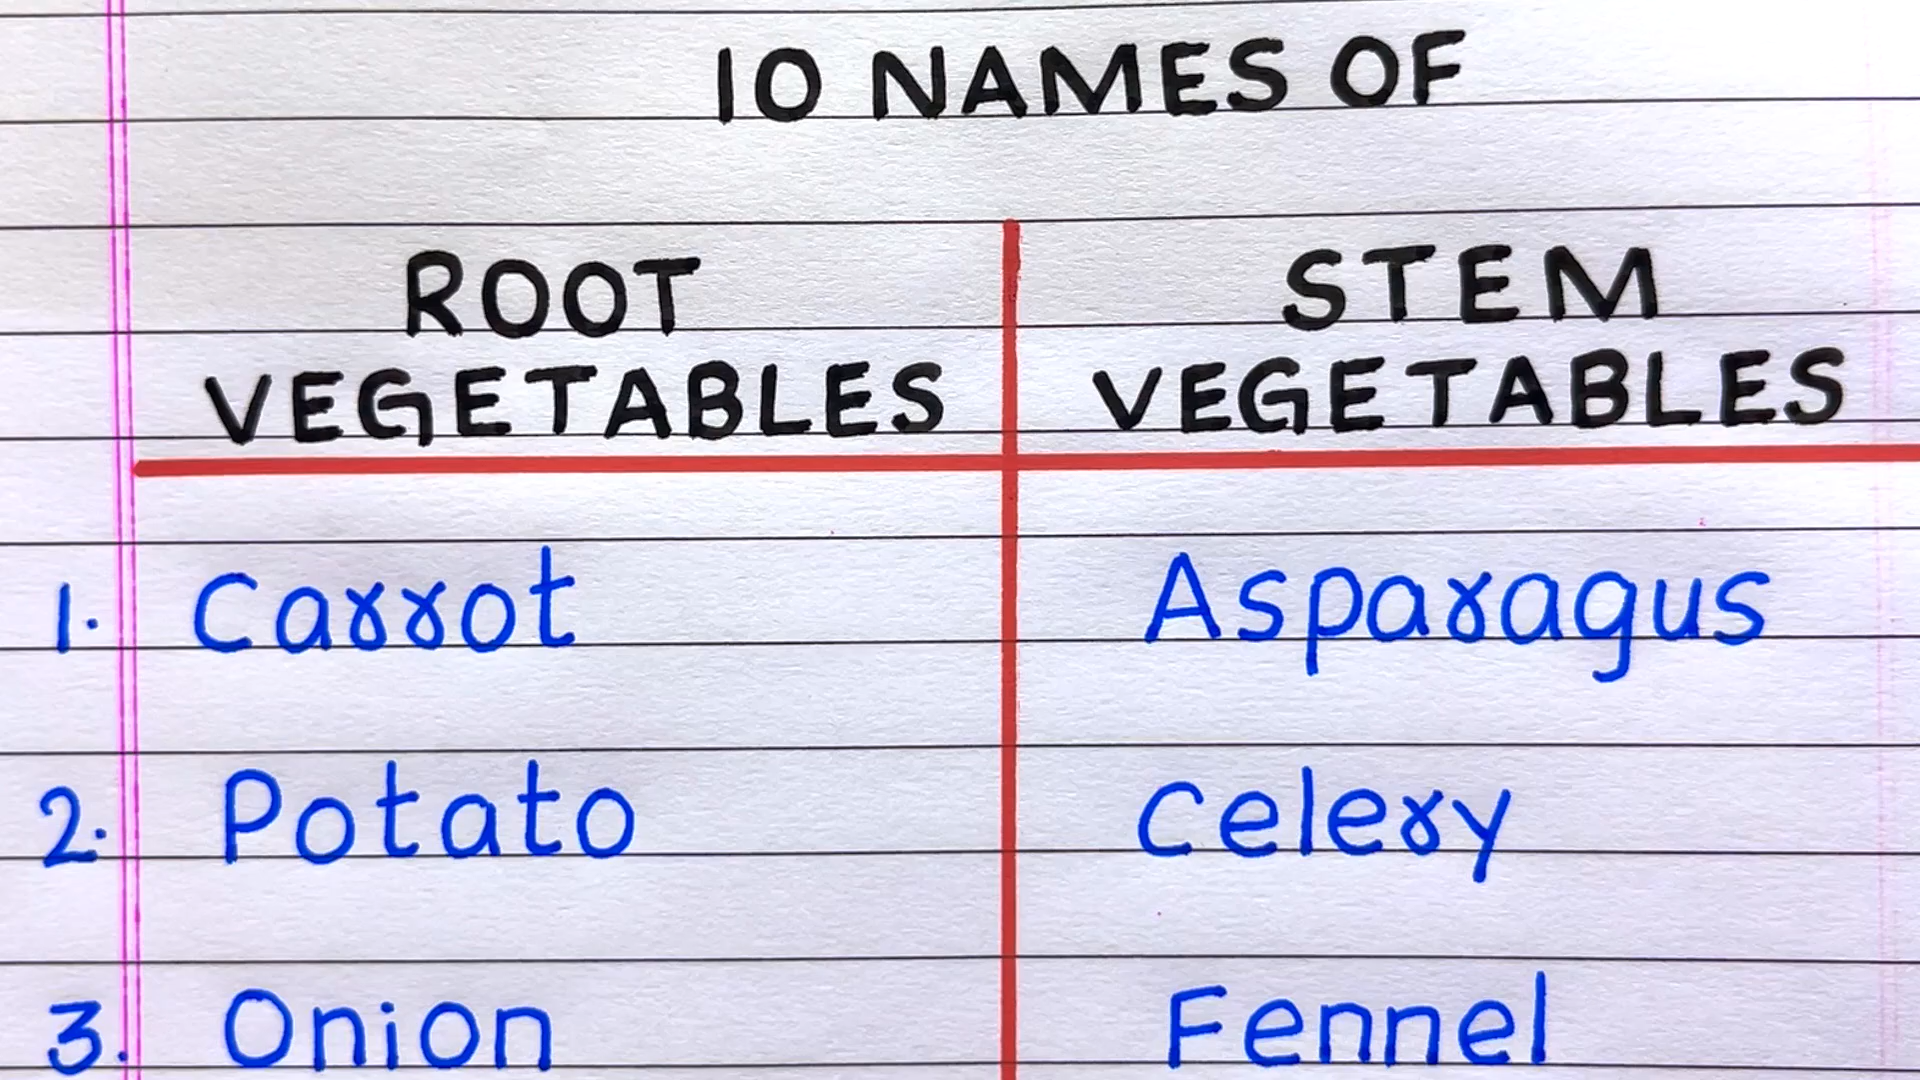 10 NAMES OF
ROOT VEGETABLES
STEM VEGETABLES
1. Carrot Asparagus
2. Potato Celery
3. Onion Fennel